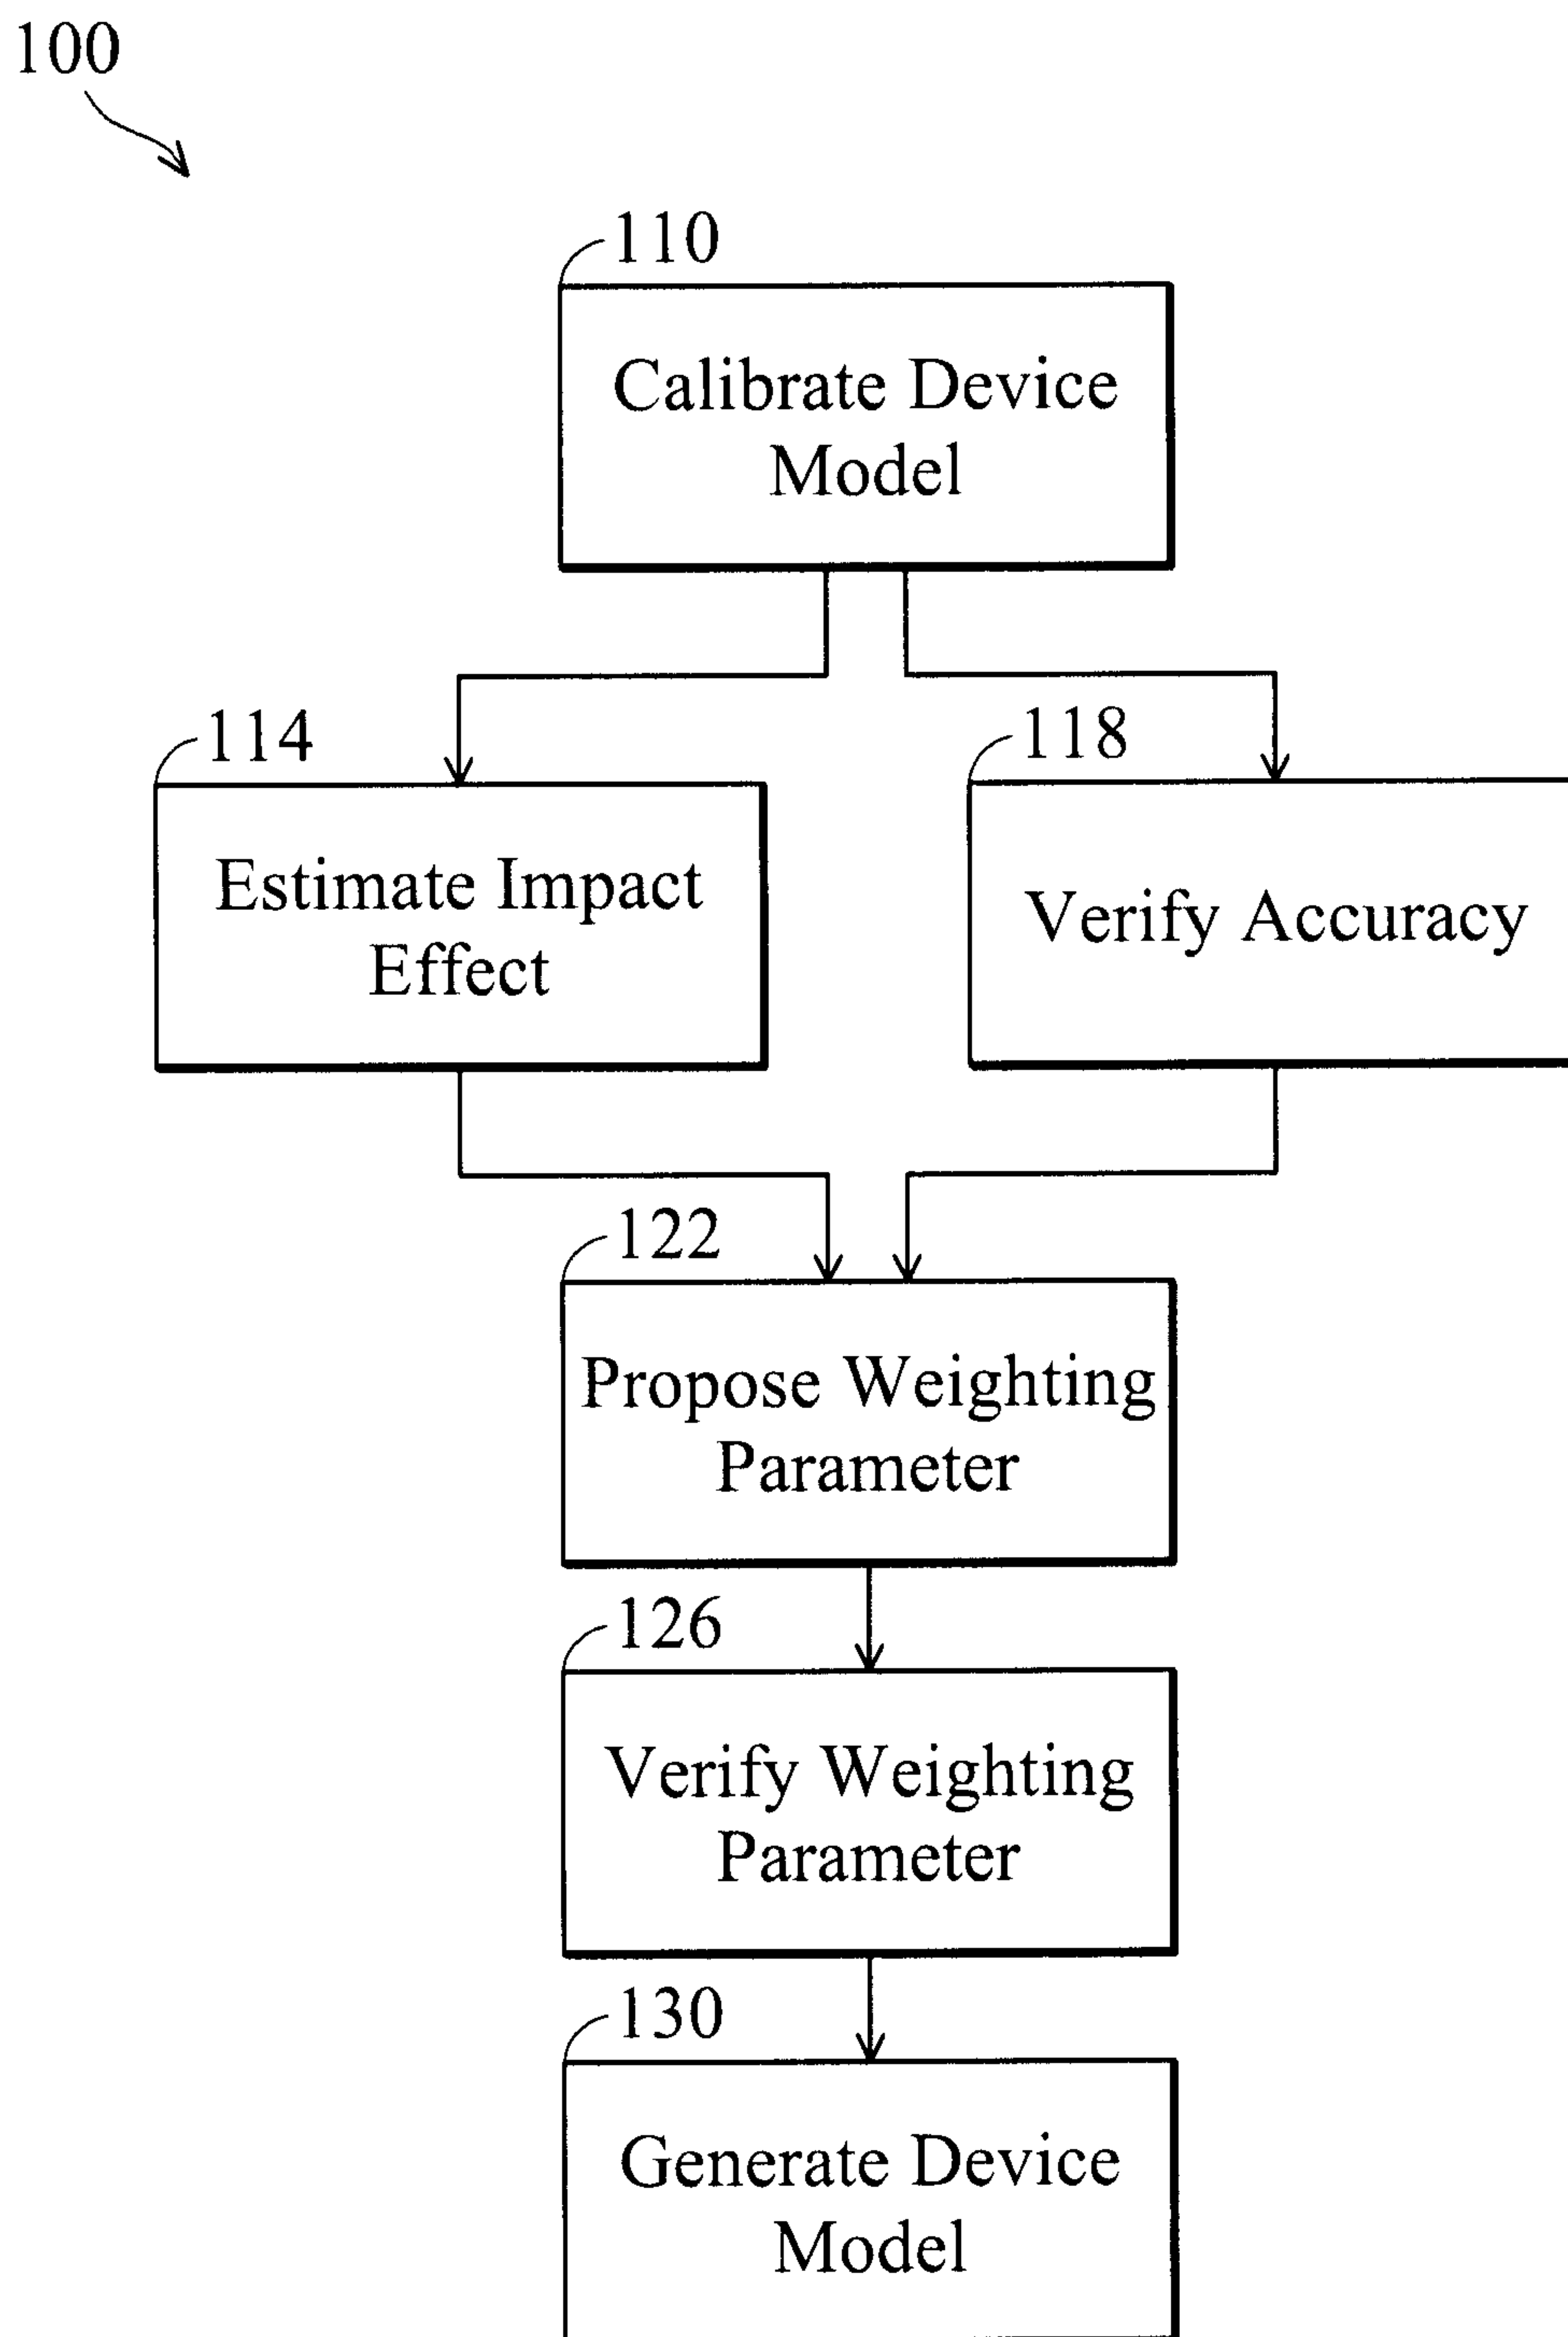 100
110
Calibrate Device
Model
114
Estimate Impact
Effect
118
Verify Accuracy
122
Propose Weighting
Parameter
126
Verify Weighting
Parameter
130
Generate Device
Model